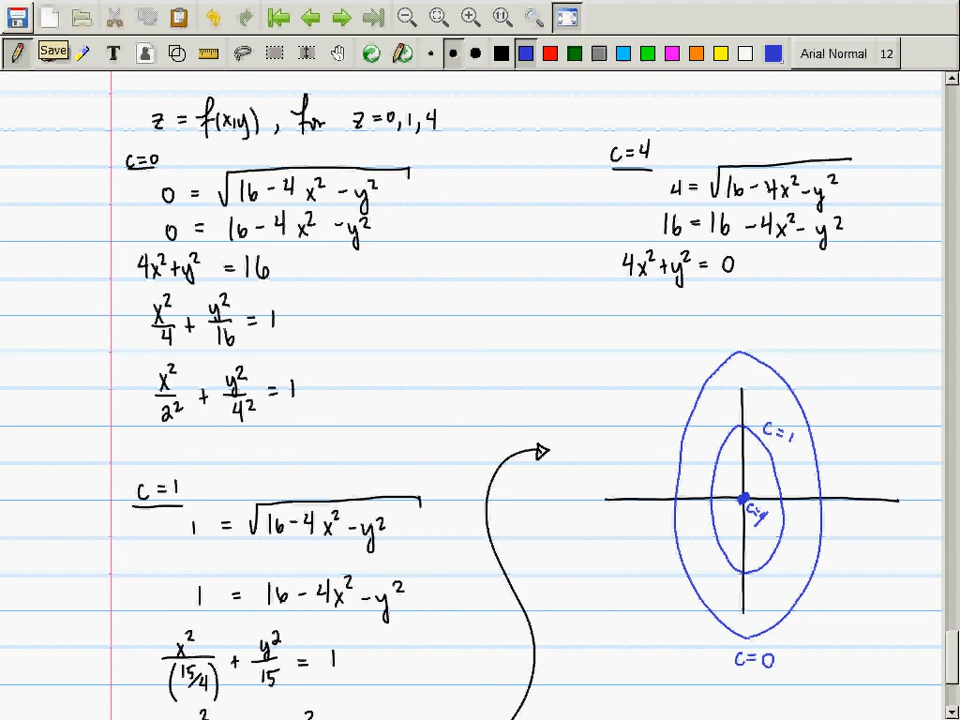 Save
T
Arial Normal 12
z = f(x,y) , for z=0,1,4
c=0
0 = √(16-4x²-y²)
0 = 16-4x²-y²
4x²+y² = 16
x²/4 + y²/16 = 1
x²/2² + y²/4² = 1
c=1
1 = √(16-4x²-y²)
1 = 16-4x²-y²
x²/(15/4) + y²/15 = 1
2 2
c=4
4 = √(16-4x²-y²)
16 = 16-4x²-y²
4x²+y² = 0
c=1
c=4
c=0